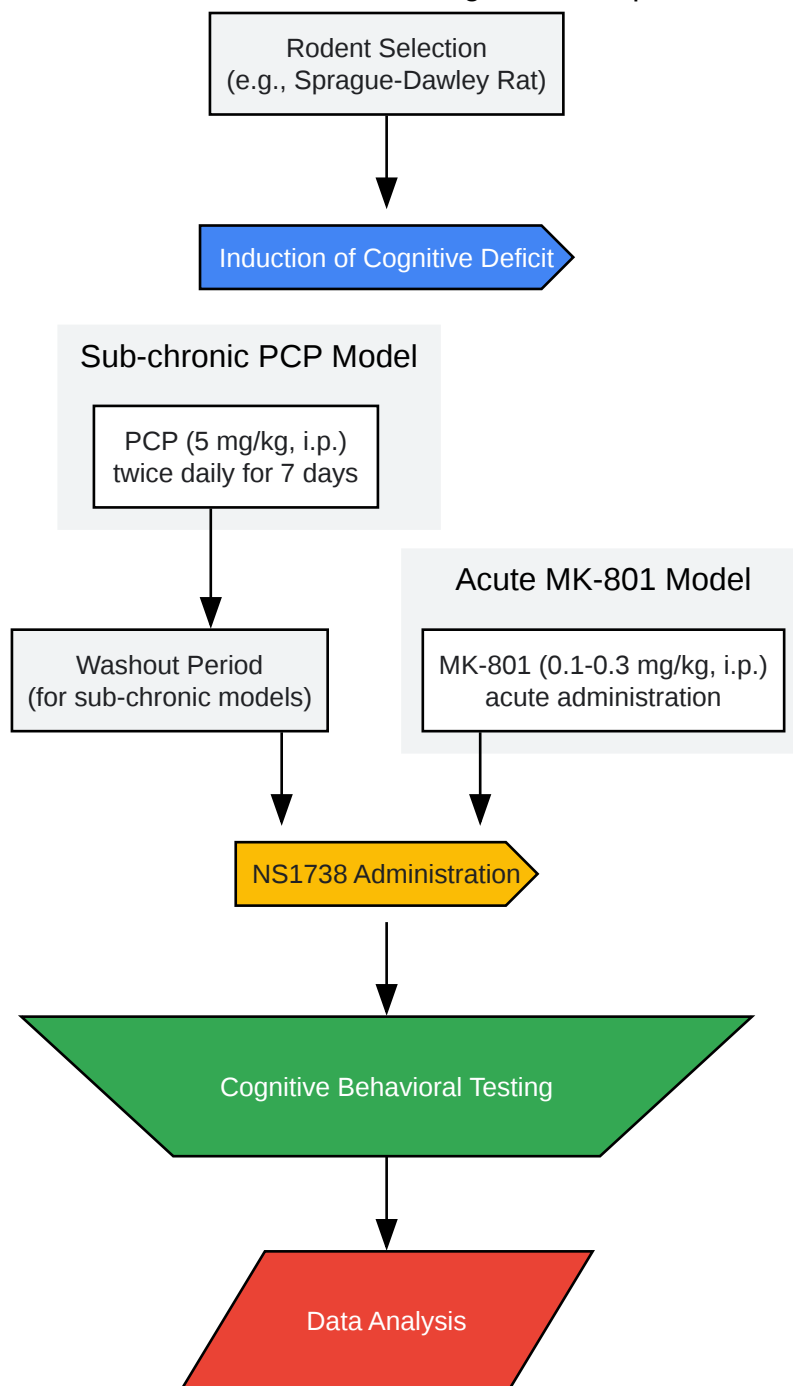 Rodent Selection
(e.g., Sprague-Dawley Rat)
Induction of Cognitive Deficit
Sub-chronic PCP Model
PCP (5 mg/kg, i.p.)
twice daily for 7 days
Acute MK-801 Model
Washout Period
(for sub-chronic models)
MK-801 (0.1-0.3 mg/kg, i.p.)
acute administration
NS1738 Administration
Cognitive Behavioral Testing
Data Analysis